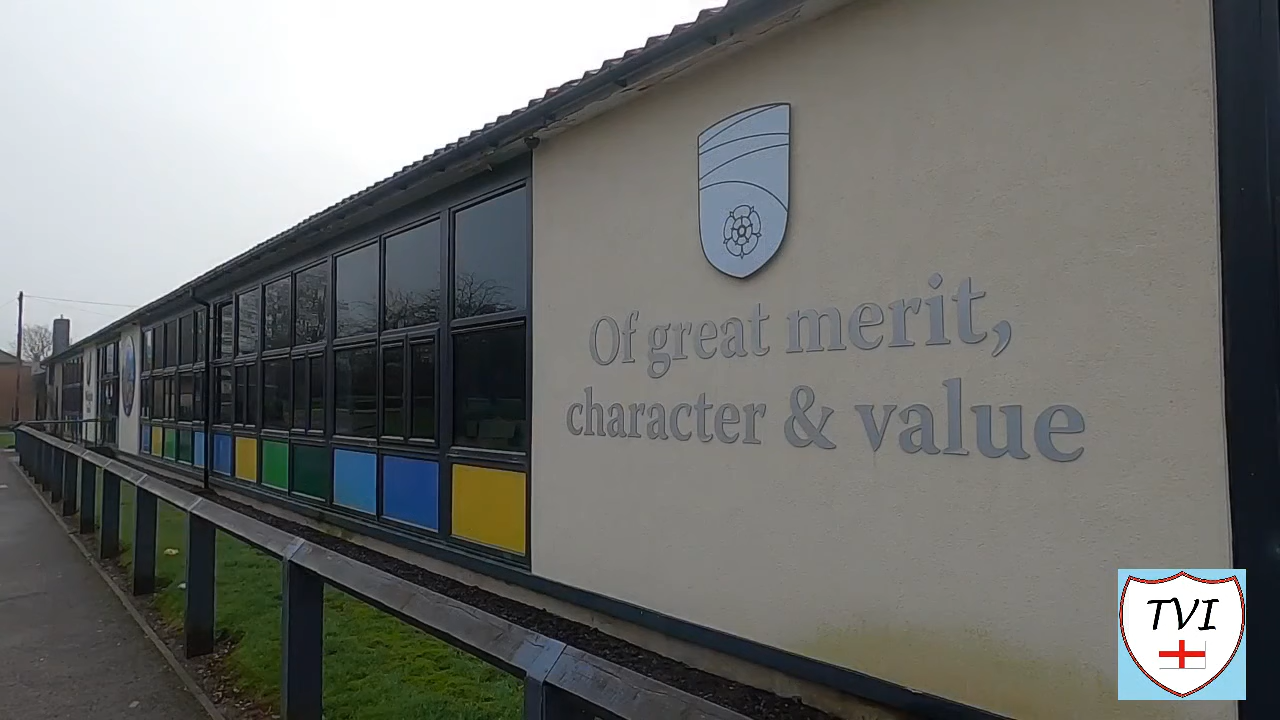 Of great merit,
character & value
TVI